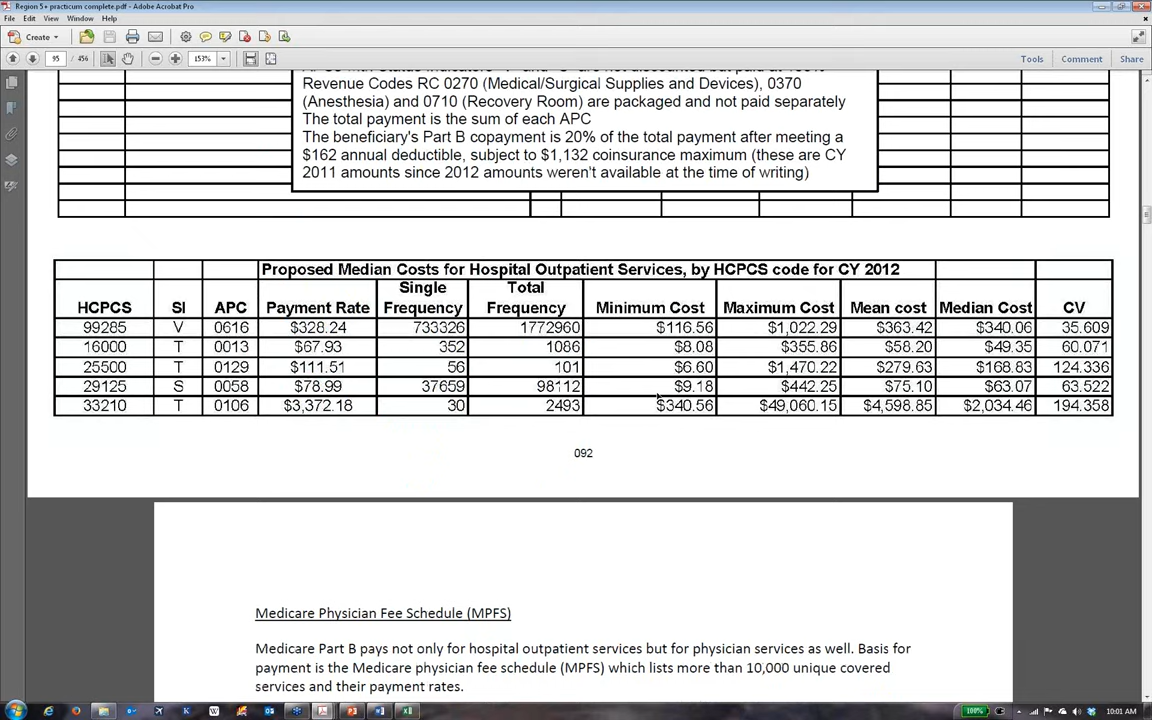 Region 5+ practicum complete.pdf - Adobe Acrobat Pro
File Edit View Window Help
Create
95 / 456 153% Tools Comment Share
Revenue Codes RC 0270 (Medical/Surgical Supplies and Devices), 0370
(Anesthesia) and 0710 (Recovery Room) are packaged and not paid separately
The total payment is the sum of each APC
The beneficiary's Part B copayment is 20% of the total payment after meeting a
$162 annual deductible, subject to $1,132 coinsurance maximum (these are CY
2011 amounts since 2012 amounts weren't available at the time of writing)
Proposed Median Costs for Hospital Outpatient Services, by HCPCS code for CY 2012
HCPCS SI APC Payment Rate Single Frequency Total Frequency Minimum Cost Maximum Cost Mean cost Median Cost CV
99285 V 0616 $328.24 733326 1772960 $116.56 $1,022.29 $363.42 $340.06 35.609
16000 T 0013 $67.93 352 1086 $8.08 $355.86 $58.20 $49.35 60.071
25500 T 0129 $111.51 56 101 $6.60 $1,470.22 $279.63 $168.83 124.336
29125 S 0058 $78.99 37659 98112 $9.18 $442.25 $75.10 $63.07 63.522
33210 T 0106 $3,372.18 30 2493 $340.56 $49,060.15 $4,598.85 $2,034.46 194.358
092
Medicare Physician Fee Schedule (MPFS)
Medicare Part B pays not only for hospital outpatient services but for physician services as well. Basis for
payment is the Medicare physician fee schedule (MPFS) which lists more than 10,000 unique covered
services and their payment rates.
100% 10:01 AM